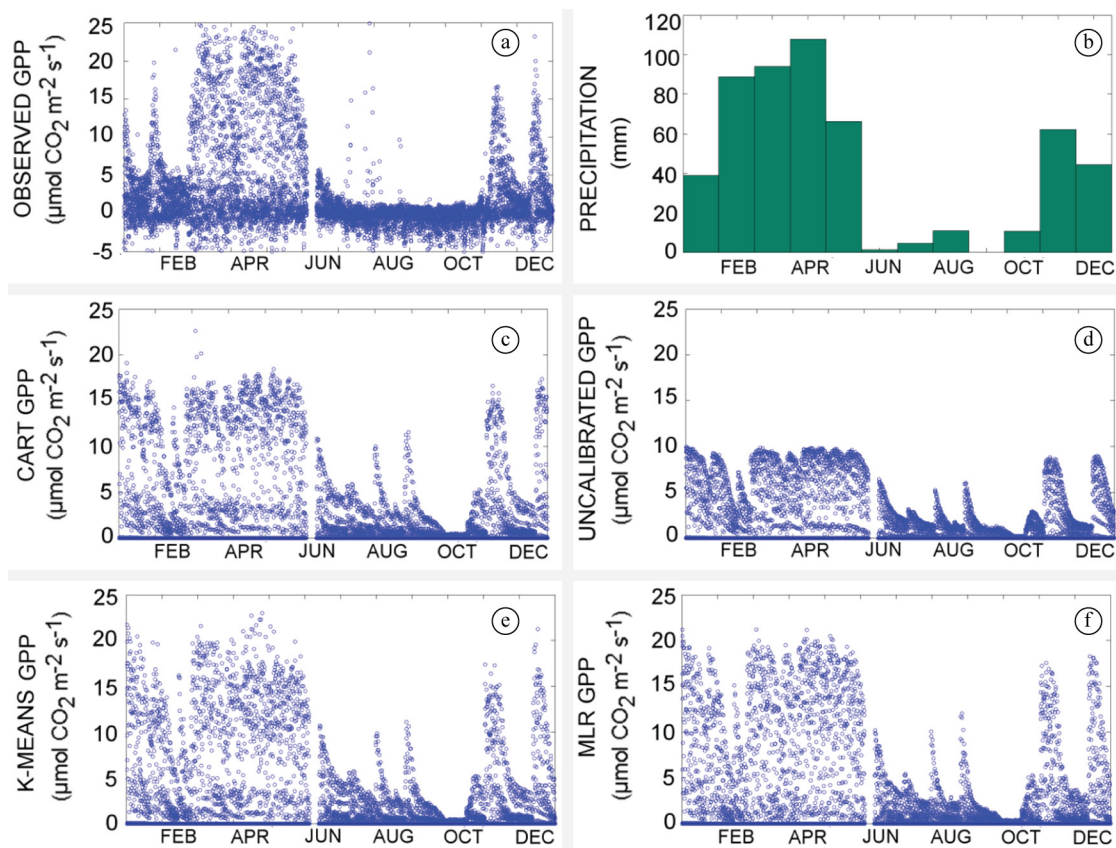 OBSERVED GPP
(μmol CO2 m-2 s-1)
25
20
15
10
5
0
-5
FEB APR JUN AUG OCT DEC
a
PRECIPITATION
(mm)
120
100
80
60
40
20
0
FEB APR JUN AUG OCT DEC
b
CART GPP
(μmol CO2 m-2 s-1)
25
20
15
10
5
0
FEB APR JUN AUG OCT DEC
c
UNCALIBRATED GPP
(μmol CO2 m-2 s-1)
25
20
15
10
5
0
FEB APR JUN AUG OCT DEC
d
K-MEANS GPP
(μmol CO2 m-2 s-1)
25
20
15
10
5
0
FEB APR JUN AUG OCT DEC
e
MLR GPP
(μmol CO2 m-2 s-1)
25
20
15
10
5
0
FEB APR JUN AUG OCT DEC
f